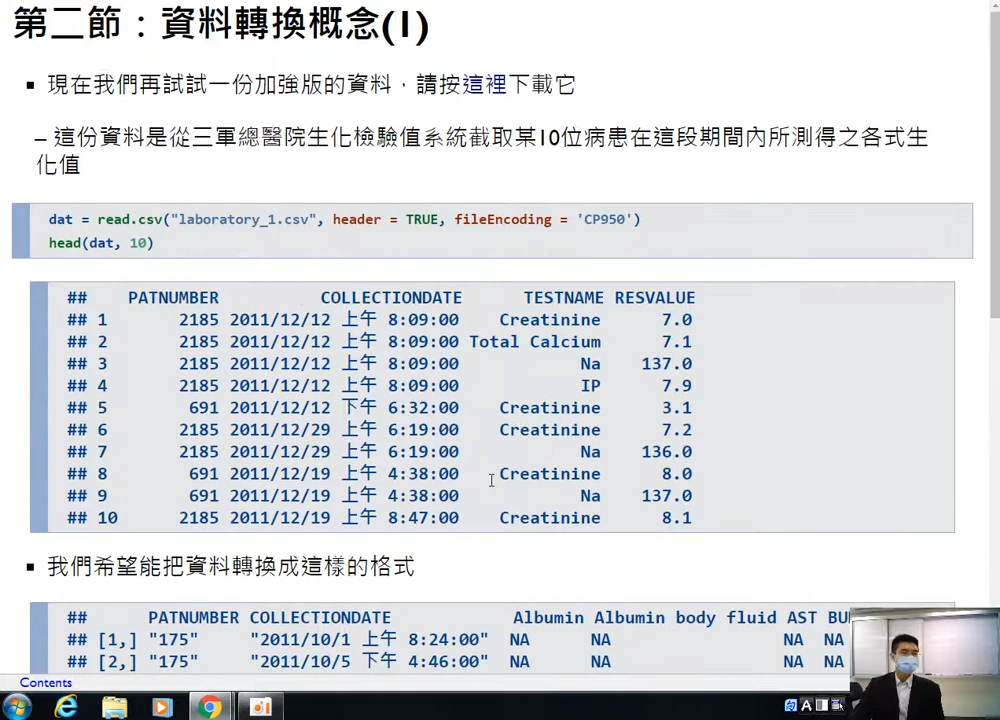 第二節：資料轉換概念(1)
▪ 現在我們再試試一份加強版的資料，請按這裡下載它
– 這份資料是從三軍總醫院生化檢驗值系統截取某10位病患在這段期間內所測得之各式生
化值
dat = read.csv("laboratory_1.csv", header = TRUE, fileEncoding = 'CP950')
head(dat, 10)
## PATNUMBER COLLECTIONDATE TESTNAME RESVALUE
## 1 2185 2011/12/12 上午 8:09:00 Creatinine 7.0
## 2 2185 2011/12/12 上午 8:09:00 Total Calcium 7.1
## 3 2185 2011/12/12 上午 8:09:00 Na 137.0
## 4 2185 2011/12/12 上午 8:09:00 IP 7.9
## 5 691 2011/12/12 下午 6:32:00 Creatinine 3.1
## 6 2185 2011/12/29 上午 6:19:00 Creatinine 7.2
## 7 2185 2011/12/29 上午 6:19:00 Na 136.0
## 8 691 2011/12/19 上午 4:38:00 Creatinine 8.0
## 9 691 2011/12/19 上午 4:38:00 Na 137.0
## 10 2185 2011/12/19 上午 8:47:00 Creatinine 8.1
▪ 我們希望能把資料轉換成這樣的格式
## PATNUMBER COLLECTIONDATE Albumin Albumin body fluid AST BU
## [1,] "175" "2011/10/1 上午 8:24:00" NA NA NA NA
## [2,] "175" "2011/10/5 下午 4:46:00" NA NA NA NA
Contents
A